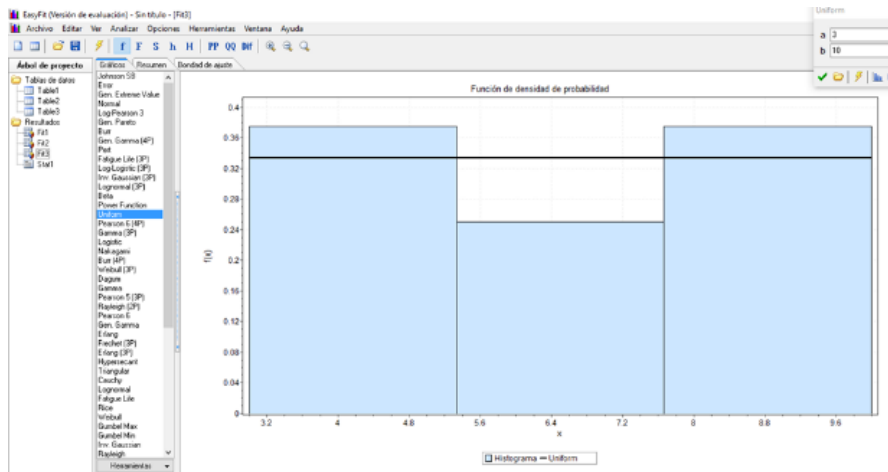 EasyFit (Versión de evaluación) - Sin título - [Fit3]
Archivo Editar Ver Analizar Opciones Herramientas Ventana Ayuda
f F S h H PP QQ Dif
Árbol de proyecto
Tablas de datos
Table1
Table2
Table3
Resultados
Fit1
Fit2
Fit3
Stat1
Gráficos Resumen Bondad de ajuste
Johnson SB
Error
Gen. Extreme Value
Normal
Log-Pearson 3
Gen. Pareto
Burr
Gen. Gamma (4P)
Pert
Fatigue Life (3P)
Log-Logistic (3P)
Inv. Gaussian (3P)
Lognormal (3P)
Beta
Power Function
Uniform
Pearson 6 (4P)
Gamma (3P)
Logistic
Nakagami
Burr (4P)
Weibull (3P)
Dagum
Gamma
Pearson 5 (3P)
Rayleigh (2P)
Pearson 6
Gen. Gamma
Erlang
Frechet (3P)
Erlang (3P)
Hypersecant
Triangular
Cauchy
Lognormal
Fatigue Life
Rice
Weibull
Gumbel Max
Gumbel Min
Inv. Gaussian
Rayleigh
Herramientas
Función de densidad de probabilidad
f(x)
0.4
0.36
0.32
0.28
0.24
0.2
0.16
0.12
0.08
0.04
0
3.2 4 4.8 5.6 6.4 7.2 8 8.8 9.6
x
Histograma Uniform
Uniform
a 3
b 10